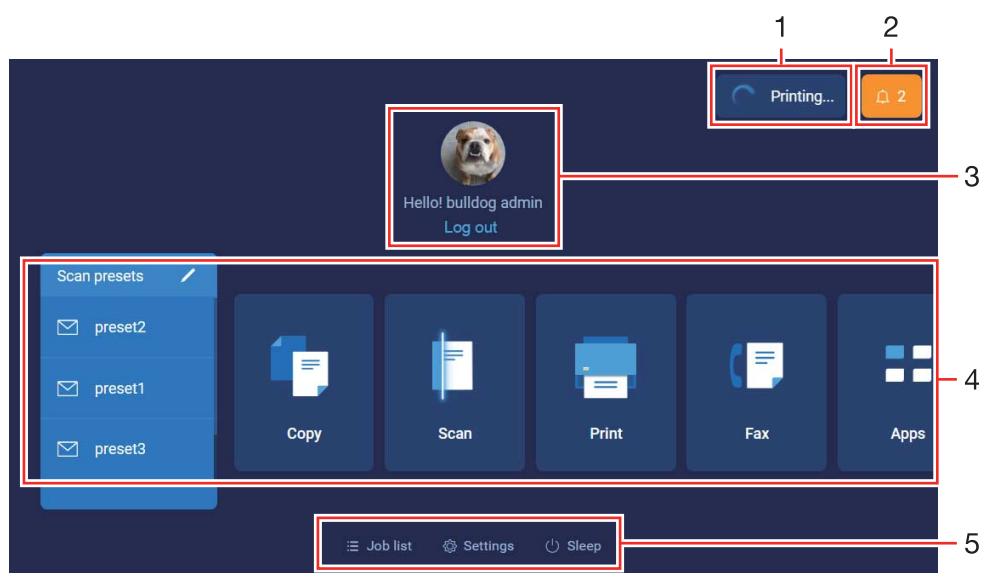 1 2
Printing... 2
3
Hello! bulldog admin
Log out
Scan presets
preset2
preset1
preset3
Copy Scan Print Fax Apps
4
Job list Settings Sleep
5